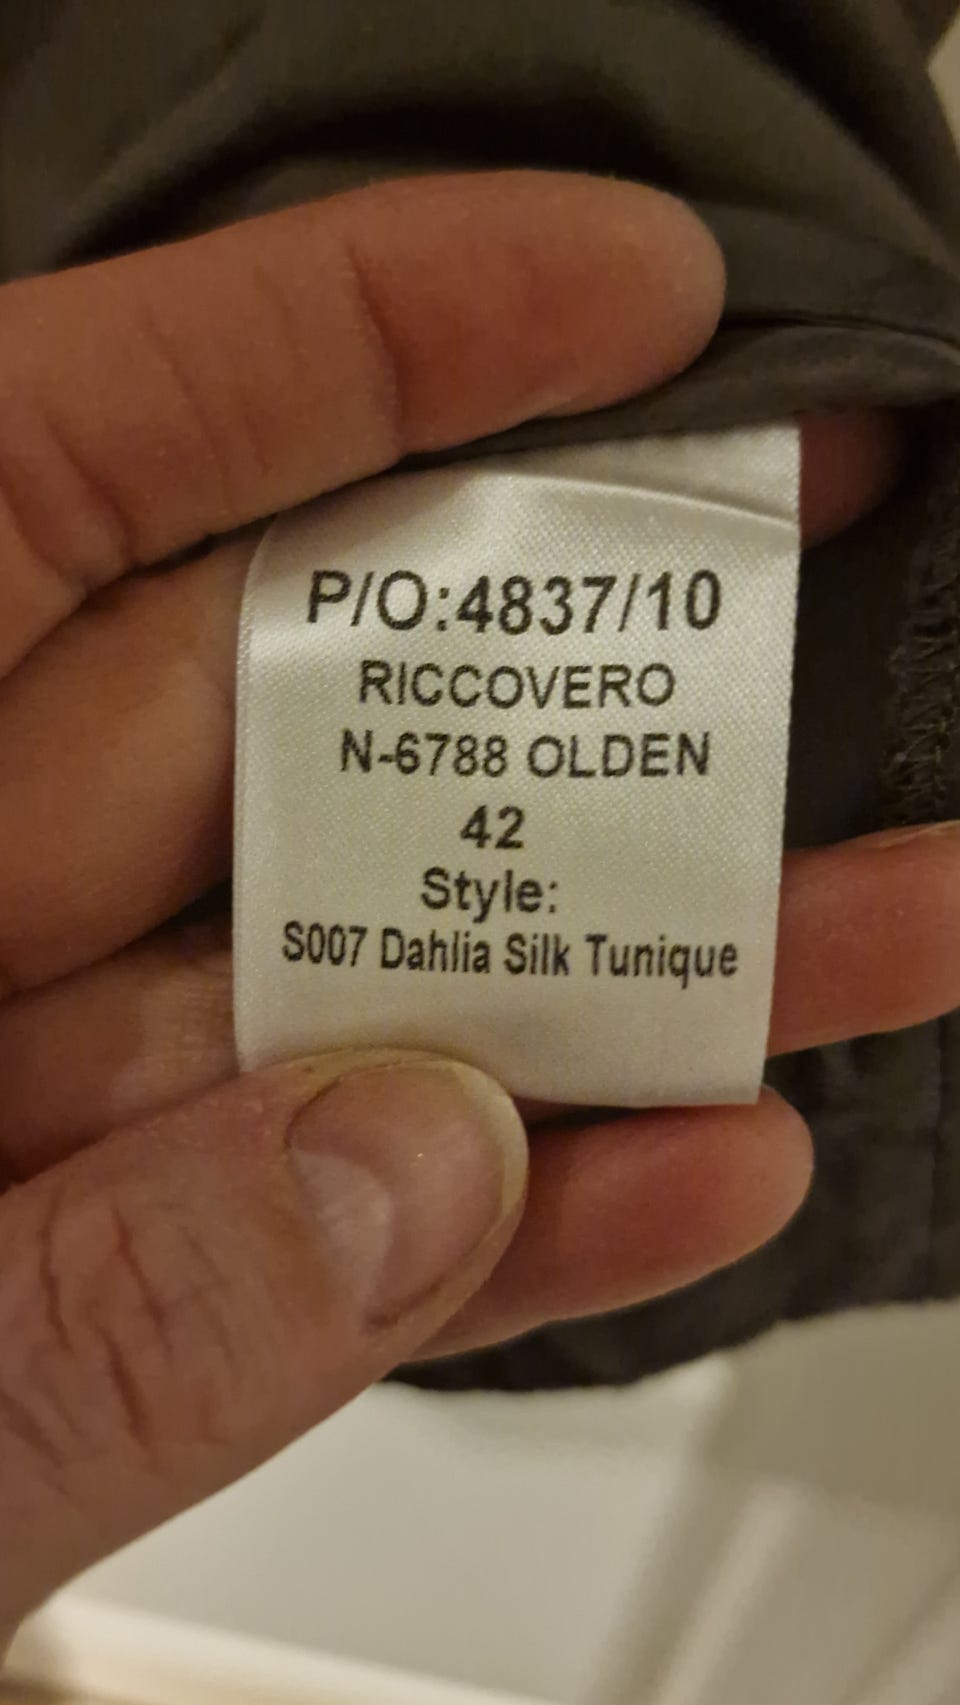 P/O:4837/10
RICCOVERO
N-6788 OLDEN
42
Style:
S007 Dahlia Silk Tunique